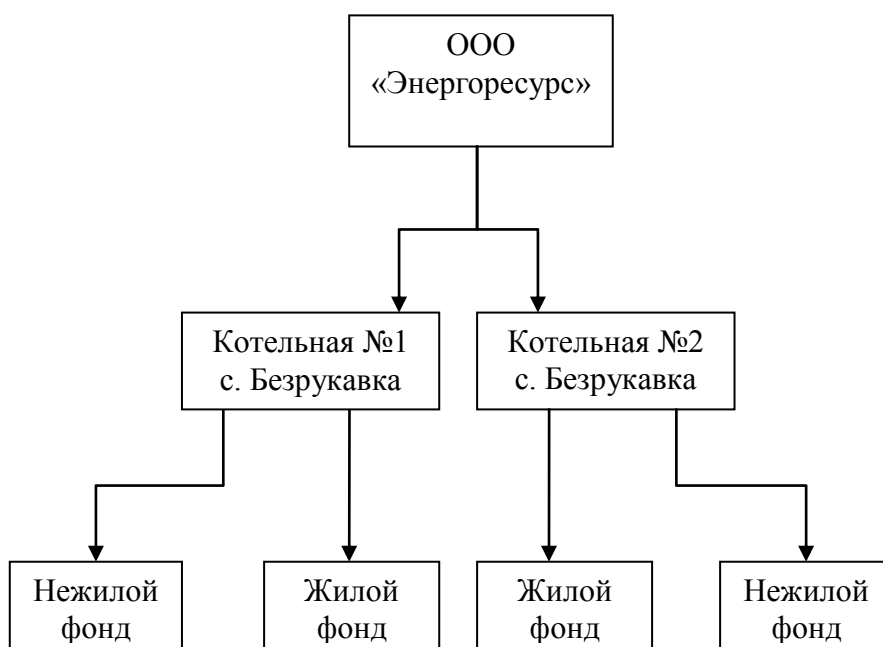 ООО
«Энергоресурс»
Котельная №1
с. Безрукавка
Котельная №2
с. Безрукавка
Нежилой
фонд
Жилой
фонд
Жилой
фонд
Нежилой
фонд